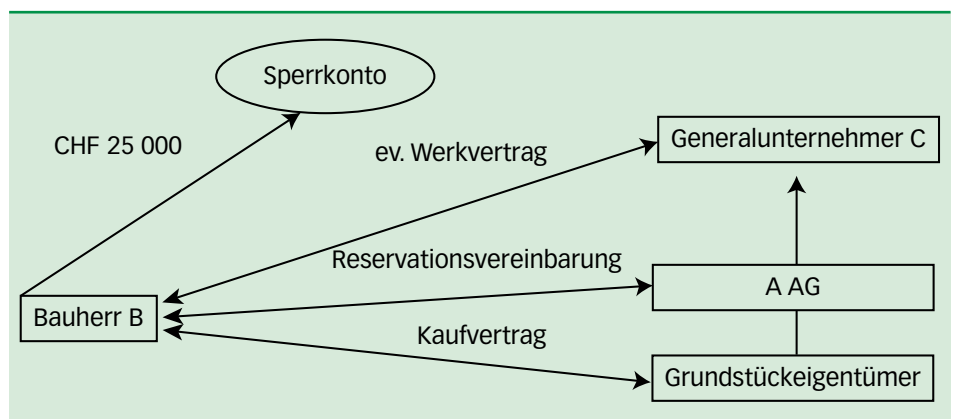 Sperrkonto
CHF 25 000
ev. Werkvertrag
Generalunternehmer C
Reservationsvereinbarung
A AG
Bauherr B
Kaufvertrag
Grundstückeigentümer